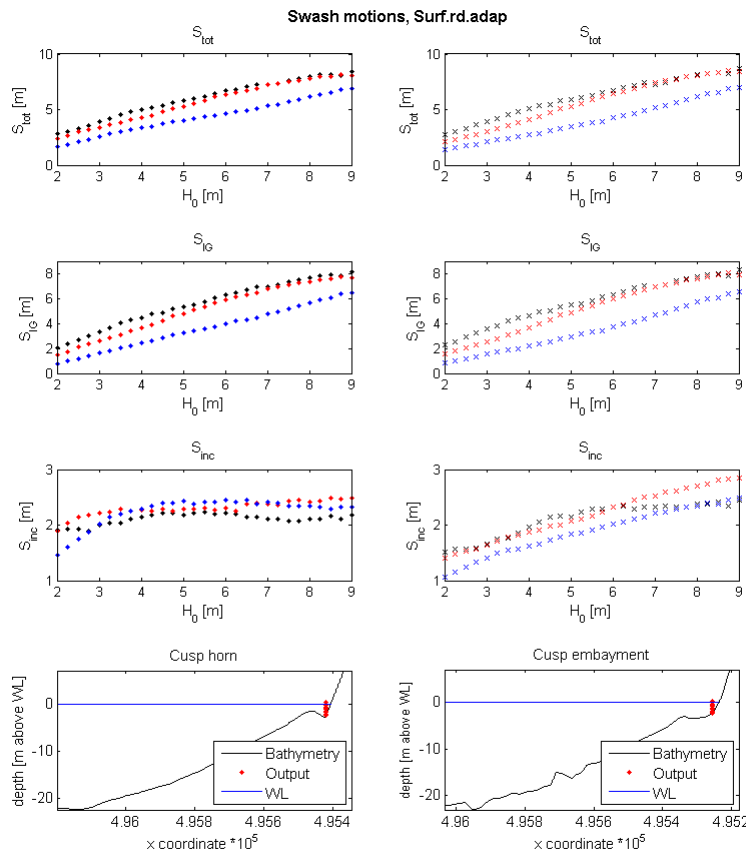 Swash motions, Surf.rd.adap
S_tot
10
5
0
S_tot [m]
2 3 4 5 6 7 8 9
H_0 [m]
S_tot
10
5
0
S_tot [m]
2 3 4 5 6 7 8 9
H_0 [m]
S_IG
8
6
4
2
0
S_IG [m]
2 3 4 5 6 7 8 9
H_0 [m]
S_IG
8
6
4
2
0
S_IG [m]
2 3 4 5 6 7 8 9
H_0 [m]
S_inc
3
2
1
S_inc [m]
2 3 4 5 6 7 8 9
H_0 [m]
S_inc
3
2
1
S_inc [m]
2 3 4 5 6 7 8 9
H_0 [m]
Cusp horn
0
-10
-20
depth [m above WL]
Bathymetry
Output
WL
4.96 4.958 4.956 4.954
x coordinate *10^5
Cusp embayment
0
-10
-20
depth [m above WL]
Bathymetry
Output
WL
4.96 4.958 4.956 4.954 4.952
x coordinate *10^5